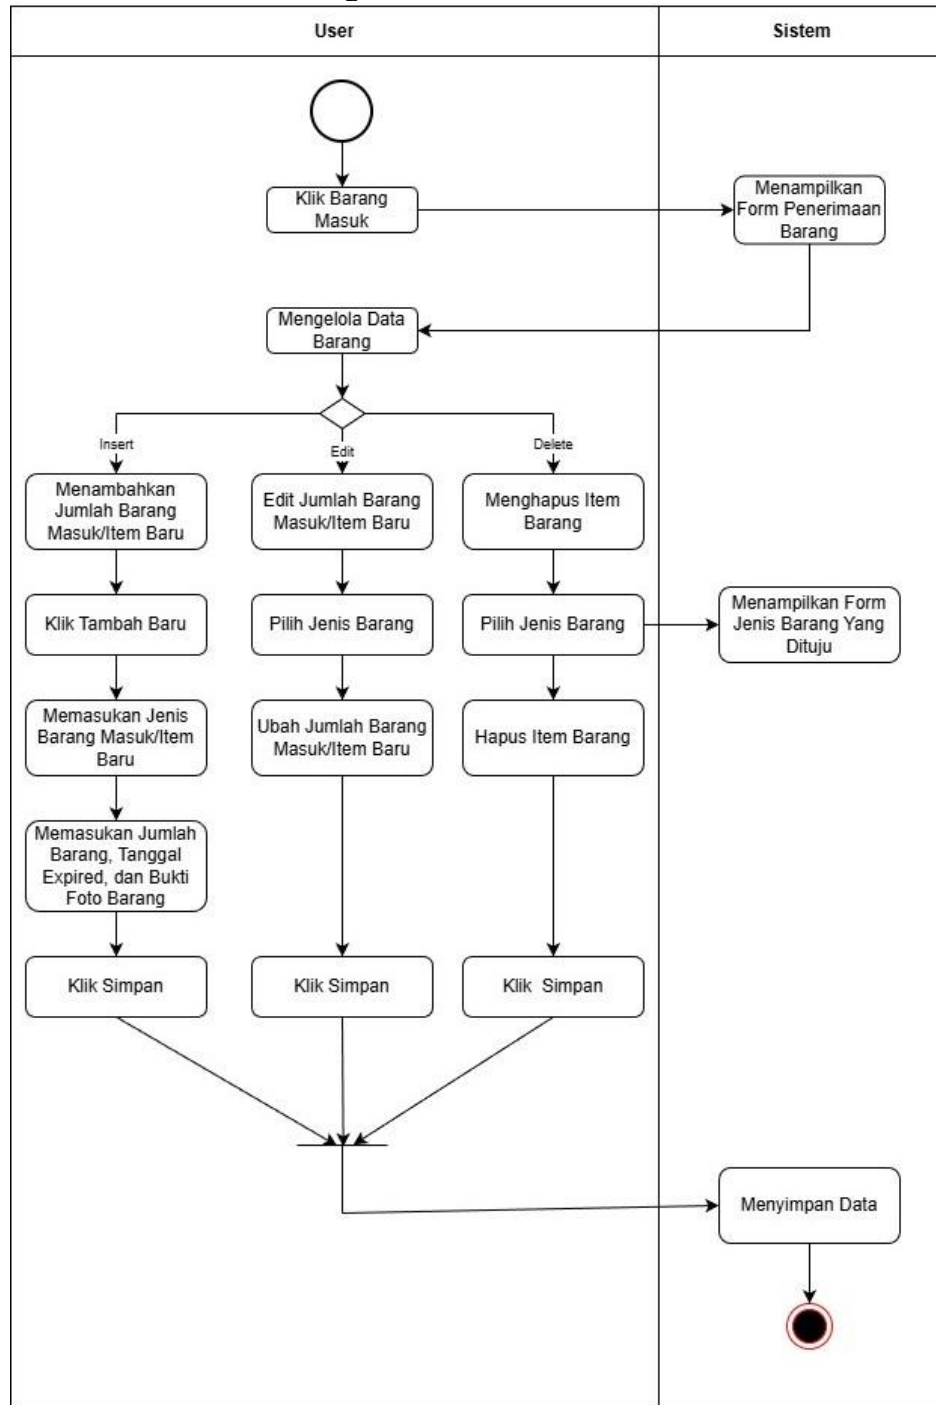 User
Sistem
Klik Barang
Masuk
Menampilkan
Form Penerimaan
Barang
Mengelola Data
Barang
Insert
Edit
Delete
Menambahkan
Jumlah Barang
Masuk/Item Baru
Edit Jumlah Barang
Masuk/Item Baru
Menghapus Item
Barang
Klik Tambah Baru
Pilih Jenis Barang
Pilih Jenis Barang
Menampilkan Form
Jenis Barang Yang
Dituju
Memasukan Jenis
Barang Masuk/Item
Baru
Ubah Jumlah Barang
Masuk/Item Baru
Hapus Item Barang
Memasukan Jumlah
Barang, Tanggal
Expired, dan Bukti
Foto Barang
Klik Simpan
Klik Simpan
Klik Simpan
Menyimpan Data